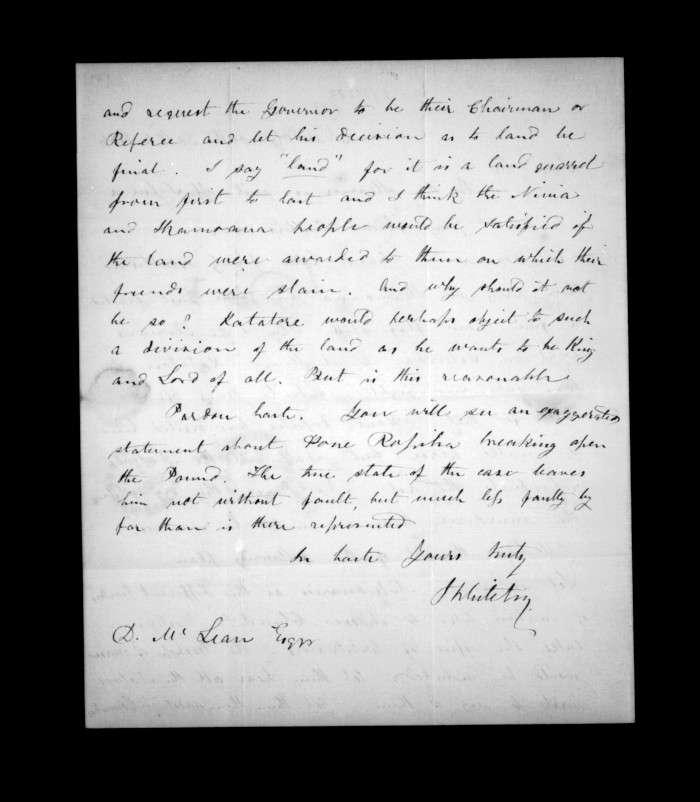 and request the Governor to be their Chairman or
Referee and let his decision as to land be
final. I say "land" for it is a land quarrel
from first to last and I think the Ninia
and Ikamoana people would be satisfied if
the land were awarded to them on which their
friends were slain. And why should it not
be so? Katatore would perhaps object to such
a division of the land as he wants to be King
and Lord of all. But is this reasonable
Pardon haste. You will see an exaggerated
statement about breaking open
the Pound. The true state of the case leaves
him not without fault, but much less faulty by
far than is there represented
In haste Yours truly
D. Mc Lean Esqr